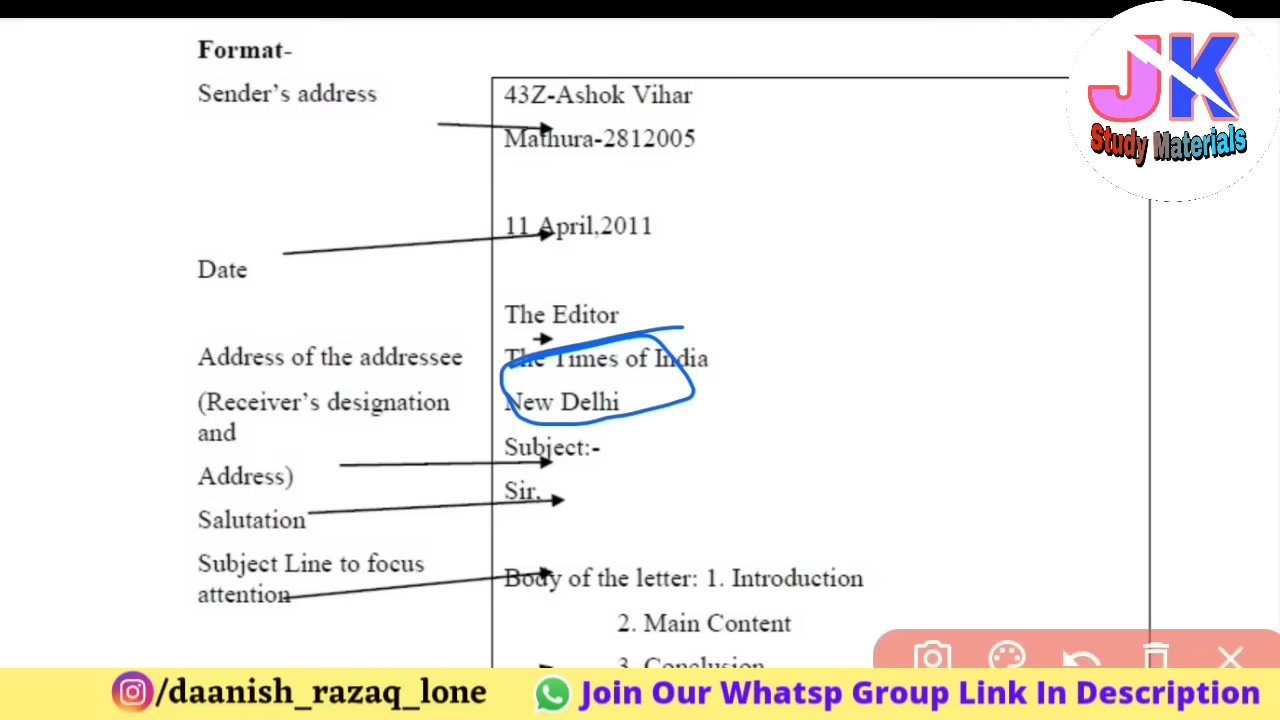 Format-
Sender's address
43Z-Ashok Vihar
Mathura-2812005
11 April,2011
Date
The Editor
Address of the addressee
The Times of India
(Receiver's designation
and
New Delhi
Subject:-
Address)
Sir,
Salutation
Subject Line to focus
attention
Body of the letter: 1. Introduction
2. Main Content
3. Conclusion
JK
Study Materials
/daanish_razaq_lone
Join Our Whatsp Group Link In Description